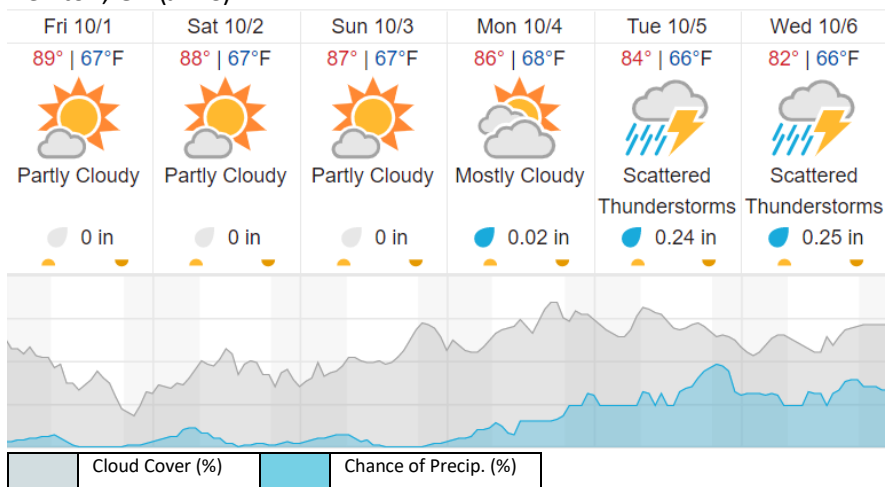 Fri 10/1 Sat 10/2 Sun 10/3 Mon 10/4 Tue 10/5 Wed 10/6
89° | 67°F 88° | 67°F 87° | 67°F 86° | 68°F 84° | 66°F 82° | 66°F
Partly Cloudy Partly Cloudy Partly Cloudy Mostly Cloudy Scattered Scattered
Thunderstorms Thunderstorms
0 in 0 in 0 in 0.02 in 0.24 in 0.25 in
Cloud Cover (%) Chance of Precip. (%)